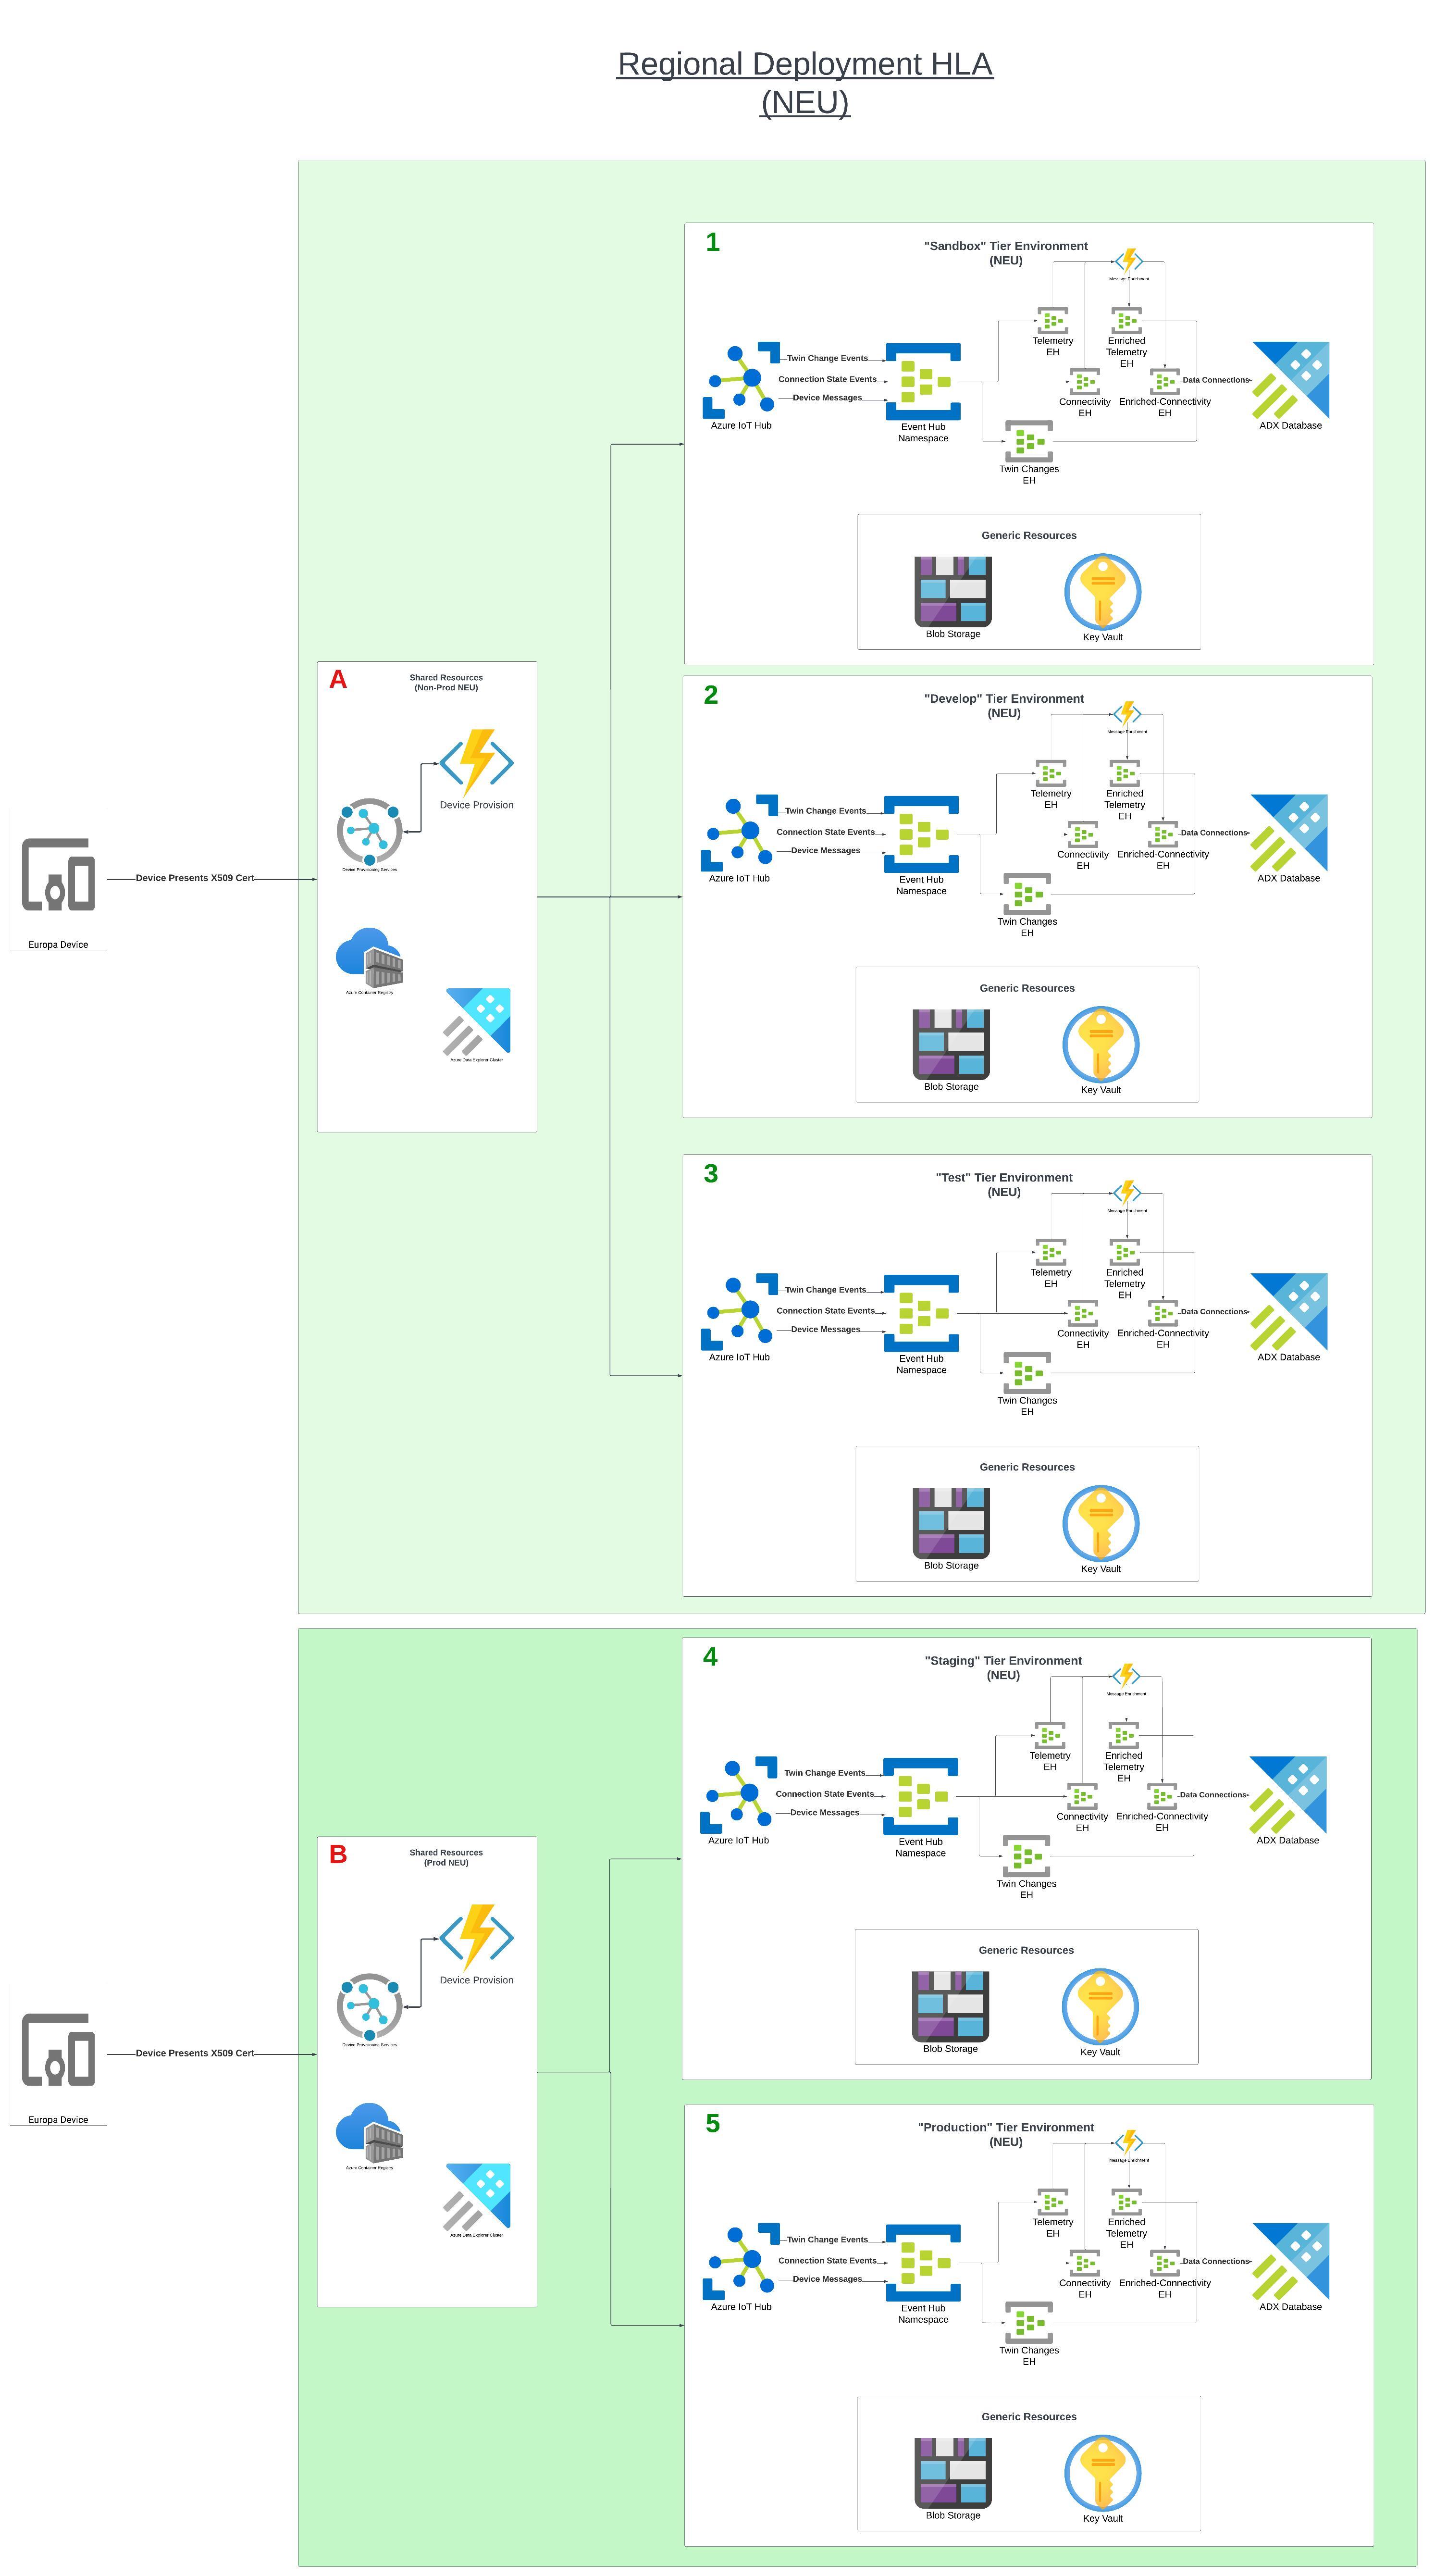 Regional Deployment HLA
(NEU)
1
"Sandbox" Tier Environment
(NEU)
Message Enrichment
Telemetry
EH
Enriched
Telemetry
EH
Twin Change Events
Connection State Events
Device Messages
Data Connections
Azure IoT Hub
Event Hub
Namespace
Connectivity
EH
Enriched-Connectivity
EH
ADX Database
Twin Changes
EH
Generic Resources
Blob Storage
Key Vault
A
Shared Resources
(Non-Prod NEU)
Device Provision
Device Provisioning Services
Device Presents X509 Cert
Europa Device
Azure Container Registry
Azure Data Explorer Cluster
2
"Develop" Tier Environment
(NEU)
Message Enrichment
Telemetry
EH
Enriched
Telemetry
EH
Twin Change Events
Connection State Events
Device Messages
Data Connections
Azure IoT Hub
Event Hub
Namespace
Connectivity
EH
Enriched-Connectivity
EH
ADX Database
Twin Changes
EH
Generic Resources
Blob Storage
Key Vault
3
"Test" Tier Environment
(NEU)
Message Enrichment
Telemetry
EH
Enriched
Telemetry
EH
Twin Change Events
Connection State Events
Device Messages
Data Connections
Azure IoT Hub
Event Hub
Namespace
Connectivity
EH
Enriched-Connectivity
EH
ADX Database
Twin Changes
EH
Generic Resources
Blob Storage
Key Vault
4
"Staging" Tier Environment
(NEU)
Message Enrichment
Telemetry
EH
Enriched
Telemetry
EH
Twin Change Events
Connection State Events
Device Messages
Data Connections
Azure IoT Hub
Event Hub
Namespace
Connectivity
EH
Enriched-Connectivity
EH
ADX Database
Twin Changes
EH
Generic Resources
Blob Storage
Key Vault
B
Shared Resources
(Prod NEU)
Device Provision
Device Provisioning Services
Device Presents X509 Cert
Europa Device
Azure Container Registry
Azure Data Explorer Cluster
5
"Production" Tier Environment
(NEU)
Message Enrichment
Telemetry
EH
Enriched
Telemetry
EH
Twin Change Events
Connection State Events
Device Messages
Data Connections
Azure IoT Hub
Event Hub
Namespace
Connectivity
EH
Enriched-Connectivity
EH
ADX Database
Twin Changes
EH
Generic Resources
Blob Storage
Key Vault